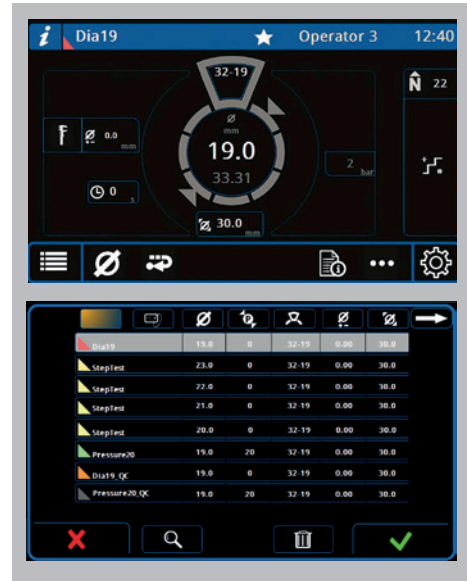 i Dia19 Operator 3 12:40
32-19
N 22
Ø
mm
0.0 mm
19.0
33.31
2 bar
0 s
30.0 mm
Dia19 19.0 0 32-19 0.00 30.0
StepTest 23.0 0 32-19 0.00 30.0
StepTest 22.0 0 32-19 0.00 30.0
StepTest 21.0 0 32-19 0.00 30.0
StepTest 20.0 0 32-19 0.00 30.0
Pressure20 19.0 20 32-19 0.00 30.0
Dia19_QC 19.0 0 32-19 0.00 30.0
Pressure20_QC 19.0 20 32-19 0.00 30.0